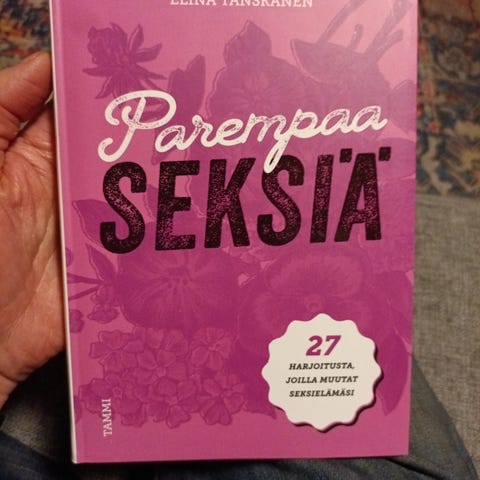 ELINA TANSKANEN
Parempaa
SEKSIÄ
27
HARJOITUSTA,
JOILLA MUUTAT
SEKSIELÄMÄSI
TAMMI